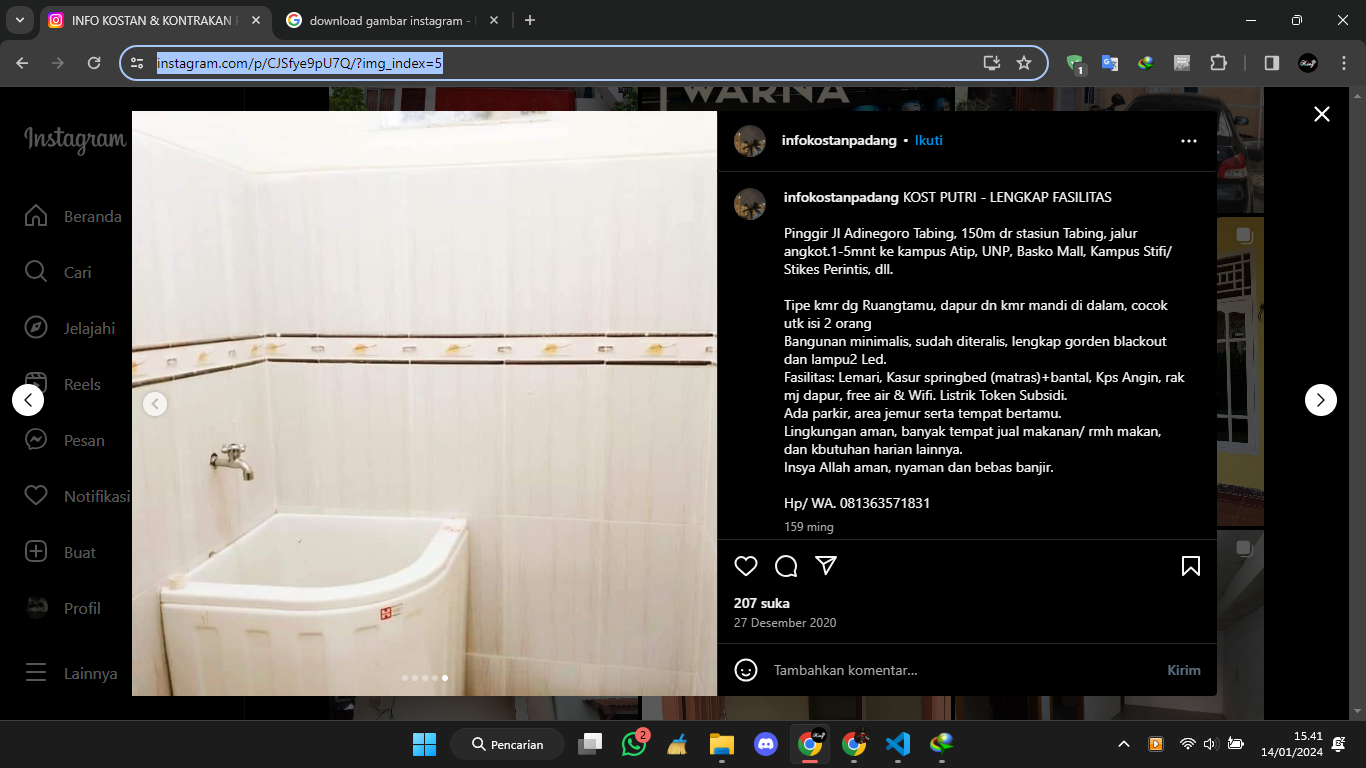 INFO KOSTAN & KONTRAKAN
download gambar instagram -
instagram.com/p/CJSfye9pU7Q/?img_index=5
1
WARNA
Instagram
Beranda
Cari
Jelajahi
Reels
Pesan
Notifikasi
Buat
Profil
Lainnya
infokostanpadang • Ikuti
infokostanpadang KOST PUTRI - LENGKAP FASILITAS
Pinggir Jl Adinegoro Tabing, 150m dr stasiun Tabing, jalur
angkot.1-5mnt ke kampus Atip, UNP, Basko Mall, Kampus Stifi/
Stikes Perintis, dll.
Tipe kmr dg Ruangtamu, dapur dn kmr mandi di dalam, cocok
utk isi 2 orang
Bangunan minimalis, sudah diteralis, lengkap gorden blackout
dan lampu2 Led.
Fasilitas: Lemari, Kasur springbed (matras)+bantal, Kps Angin, rak
mj dapur, free air & Wifi. Listrik Token Subsidi.
Ada parkir, area jemur serta tempat bertamu.
Lingkungan aman, banyak tempat jual makanan/ rmh makan,
dan kbutuhan harian lainnya.
Insya Allah aman, nyaman dan bebas banjir.
Hp/ WA. 081363571831
159 ming
207 suka
27 Desember 2020
Tambahkan komentar...
Kirim
Pencarian
2
15.41
14/01/2024